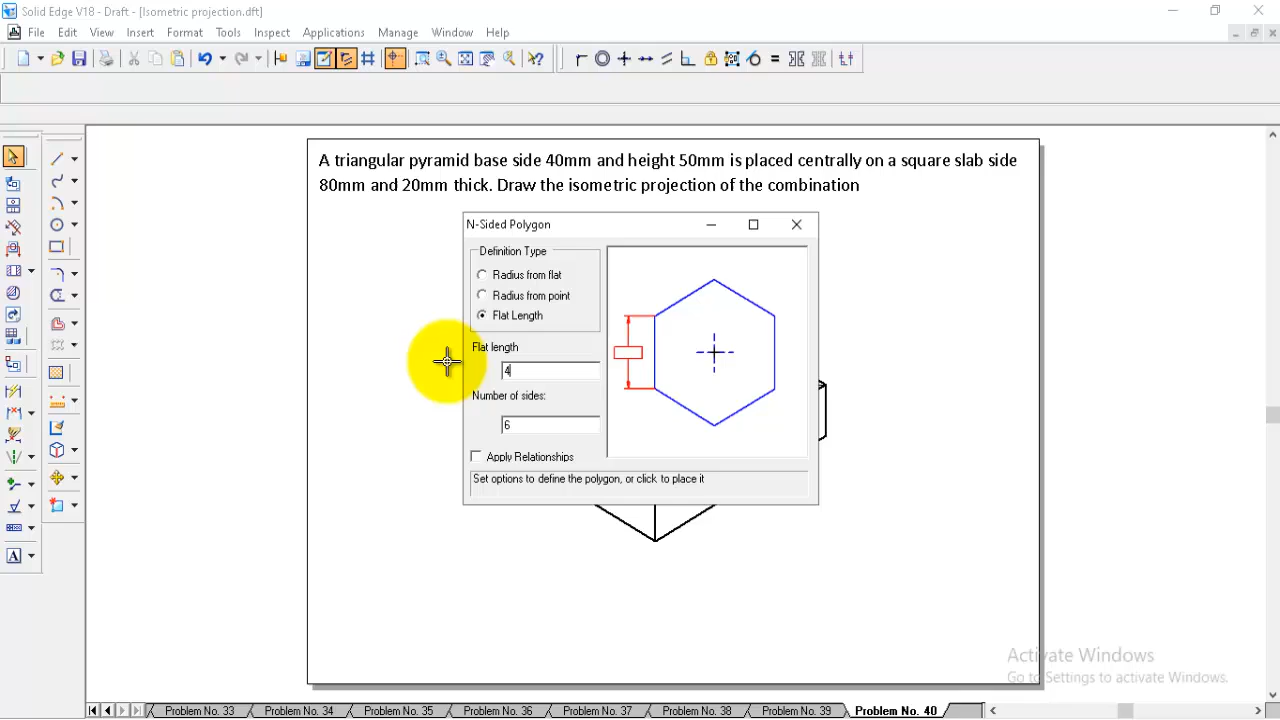 Solid Edge V18 - Draft - [Isometric projection.dft]
File Edit View Insert Format Tools Inspect Applications Manage Window Help
A triangular pyramid base side 40mm and height 50mm is placed centrally on a square slab side
80mm and 20mm thick. Draw the isometric projection of the combination
N-Sided Polygon
Definition Type
Radius from flat
Radius from point
Flat Length
Flat length
4
Number of sides:
6
Apply Relationships
Set options to define the polygon, or click to place it
A
Activate Windows
Go to Settings to activate Windows.
Problem No. 33 Problem No. 34 Problem No. 35 Problem No. 36 Problem No. 37 Problem No. 38 Problem No. 39 Problem No. 40